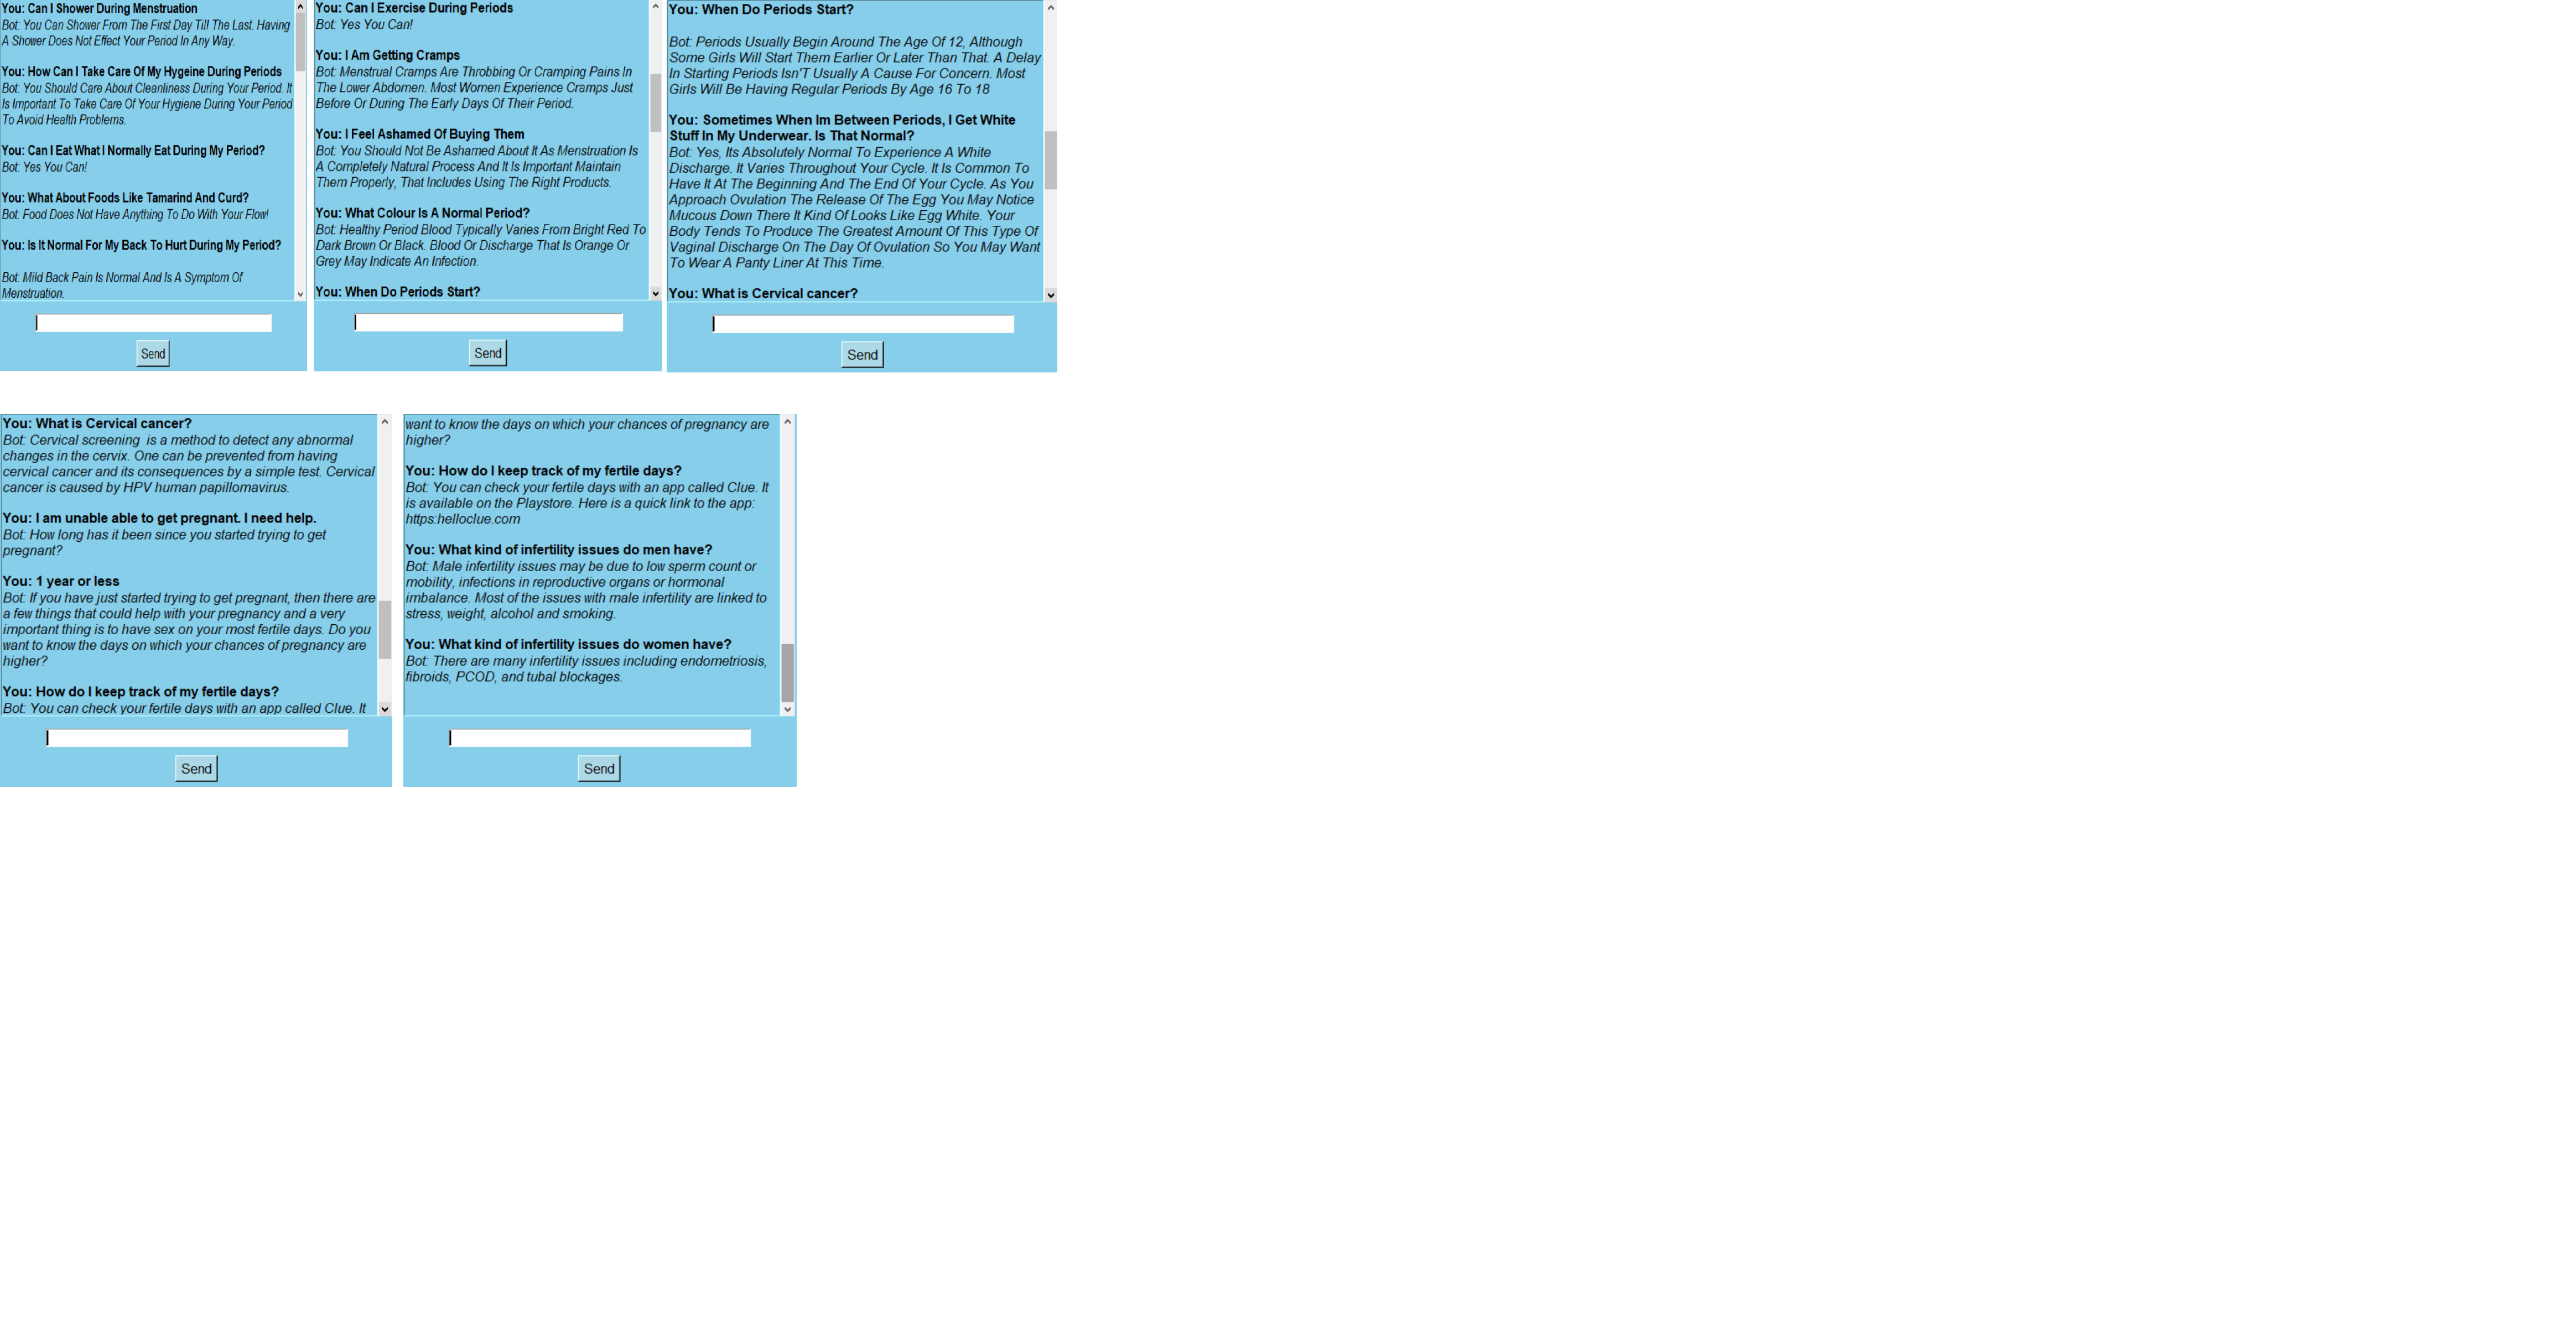 You: Can I Shower During Menstruation
Bot: You Can Shower From The First Day Till The Last. Having
A Shower Does Not Effect Your Period In Any Way.
You: How Can I Take Care Of My Hygeine During Periods
Bot: You Should Care About Cleanliness During Your Period. It
Is Important To Take Care Of Your Hygiene During Your Period
To Avoid Health Problems.
You: Can I Eat What I Normally Eat During My Period?
Bot: Yes You Can!
You: What About Foods Like Tamarind And Curd?
Bot: Food Does Not Have Anything To Do With Your Flow!
You: Is It Normal For My Back To Hurt During My Period?
Bot: Mild Back Pain Is Normal And Is A Symptom Of
Menstruation.
Send
You: Can I Exercise During Periods
Bot: Yes You Can!
You: I Am Getting Cramps
Bot: Menstrual Cramps Are Throbbing Or Cramping Pains In
The Lower Abdomen. Most Women Experience Cramps Just
Before Or During The Early Days Of Their Period.
You: I Feel Ashamed Of Buying Them
Bot: You Should Not Be Ashamed About It As Menstruation Is
A Completely Natural Process And It Is Important Maintain
Them Properly, That Includes Using The Right Products.
You: What Colour Is A Normal Period?
Bot: Healthy Period Blood Typically Varies From Bright Red To
Dark Brown Or Black. Blood Or Discharge That Is Orange Or
Grey May Indicate An Infection.
You: When Do Periods Start?
Send
You: When Do Periods Start?
Bot: Periods Usually Begin Around The Age Of 12, Although
Some Girls Will Start Them Earlier Or Later Than That. A Delay
In Starting Periods Isn'T Usually A Cause For Concern. Most
Girls Will Be Having Regular Periods By Age 16 To 18
You: Sometimes When Im Between Periods, I Get White
Stuff In My Underwear. Is That Normal?
Bot: Yes, Its Absolutely Normal To Experience A White
Discharge. It Varies Throughout Your Cycle. It Is Common To
Have It At The Beginning And The End Of Your Cycle. As You
Approach Ovulation The Release Of The Egg You May Notice
Mucous Down There It Kind Of Looks Like Egg White. Your
Body Tends To Produce The Greatest Amount Of This Type Of
Vaginal Discharge On The Day Of Ovulation So You May Want
To Wear A Panty Liner At This Time.
You: What is Cervical cancer?
Send
You: What is Cervical cancer?
Bot: Cervical screening is a method to detect any abnormal
changes in the cervix. One can be prevented from having
cervical cancer and its consequences by a simple test. Cervical
cancer is caused by HPV human papillomavirus.
You: I am unable able to get pregnant. I need help.
Bot: How long has it been since you started trying to get
pregnant?
You: 1 year or less
Bot: If you have just started trying to get pregnant, then there are
a few things that could help with your pregnancy and a very
important thing is to have sex on your most fertile days. Do you
want to know the days on which your chances of pregnancy are
higher?
You: How do I keep track of my fertile days?
Bot: You can check your fertile days with an app called Clue. It
Send
want to know the days on which your chances of pregnancy are
higher?
You: How do I keep track of my fertile days?
Bot: You can check your fertile days with an app called Clue. It
is available on the Playstore. Here is a quick link to the app:
https:helloclue.com
You: What kind of infertility issues do men have?
Bot: Male infertility issues may be due to low sperm count or
mobility, infections in reproductive organs or hormonal
imbalance. Most of the issues with male infertility are linked to
stress, weight, alcohol and smoking.
You: What kind of infertility issues do women have?
Bot: There are many infertility issues including endometriosis,
fibroids, PCOD, and tubal blockages.
Send